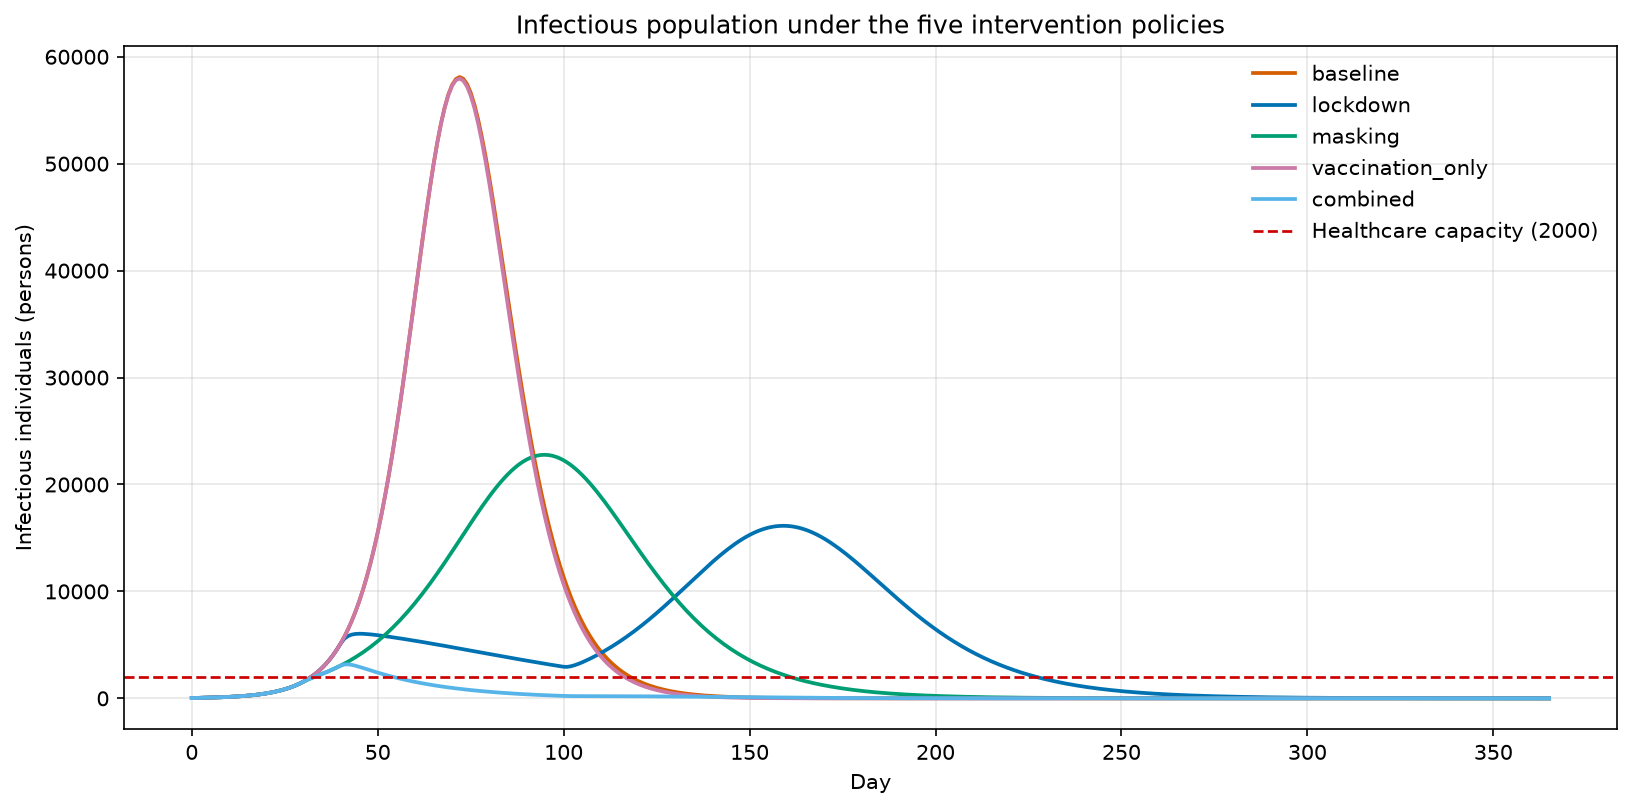 Infectious population under the five intervention policies
baseline
lockdown
masking
vaccination_only
combined
Healthcare capacity (2000)
Infectious individuals (persons)
60000
50000
40000
30000
20000
10000
0
0 50 100 150 200 250 300 350
Day